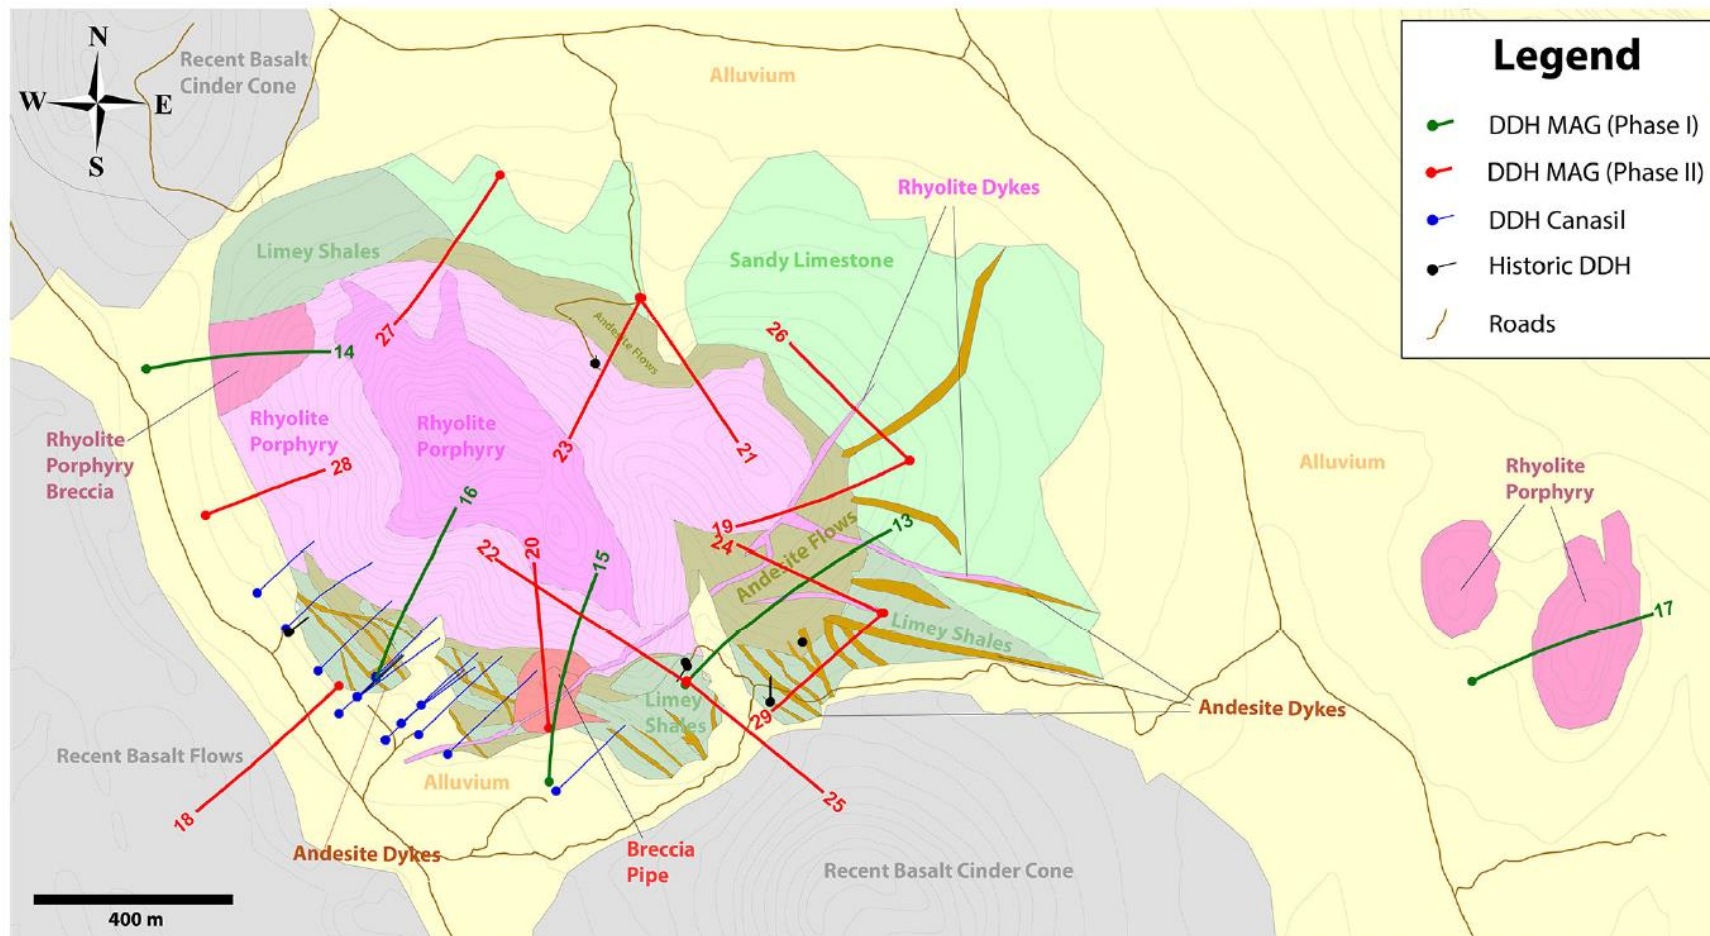 N
W
E
S
Recent Basalt
Cinder Cone
Alluvium
Legend
DDH MAG (Phase I)
DDH MAG (Phase II)
DDH Canasil
Historic DDH
Roads
Rhyolite Dykes
Limey Shales
Sandy Limestone
Andesite Flows
27
26
14
Rhyolite
Porphyry
Rhyolite
Porphyry
Rhyolite
Porphyry
Breccia
28
23
21
16
19
24
13
Andesite Flows
22
20
15
Alluvium
Rhyolite
Porphyry
17
Limey Shales
Limey
Shales
29
Andesite Dykes
Recent Basalt Flows
Alluvium
18
25
Andesite Dykes
Breccia
Pipe
Recent Basalt Cinder Cone
400 m